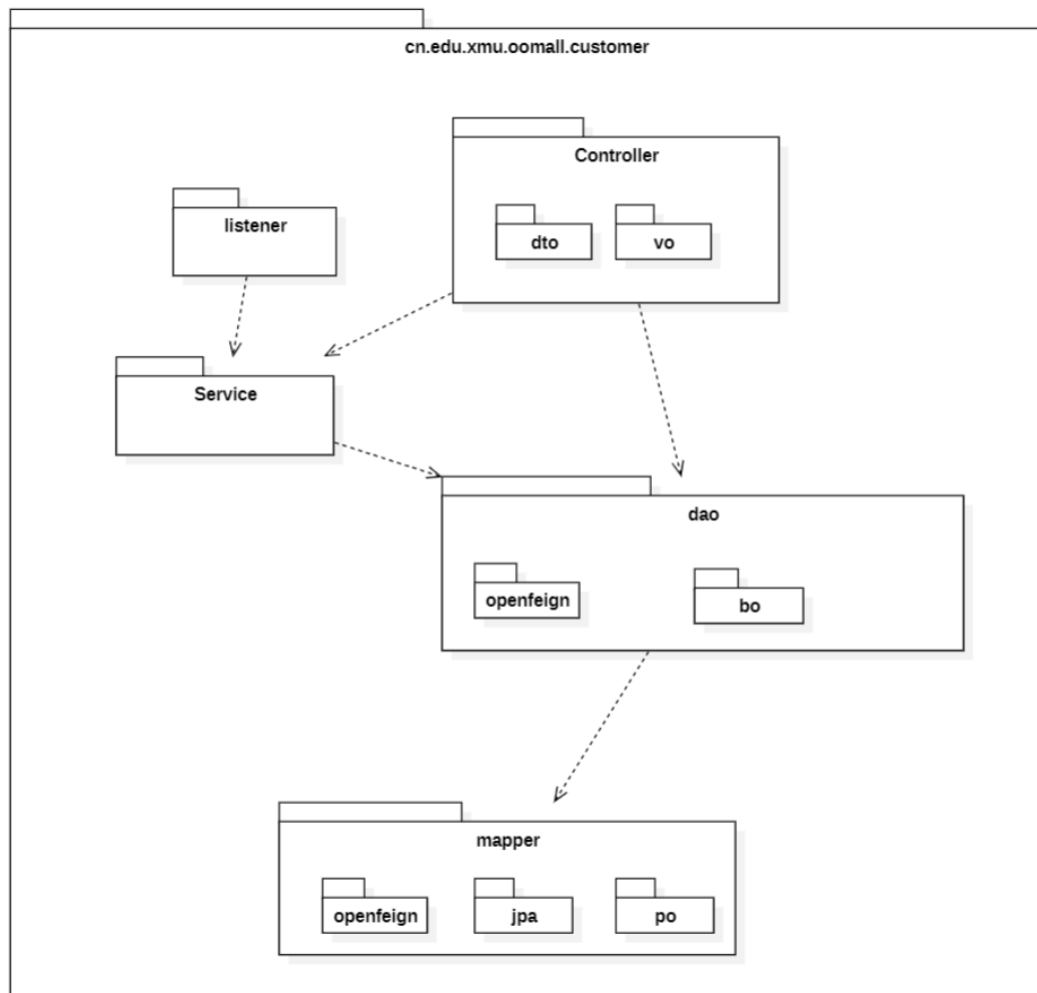 cn.edu.xmu.oomall.customer
Controller
dto
vo
listener
Service
dao
openfeign
bo
mapper
openfeign
jpa
po